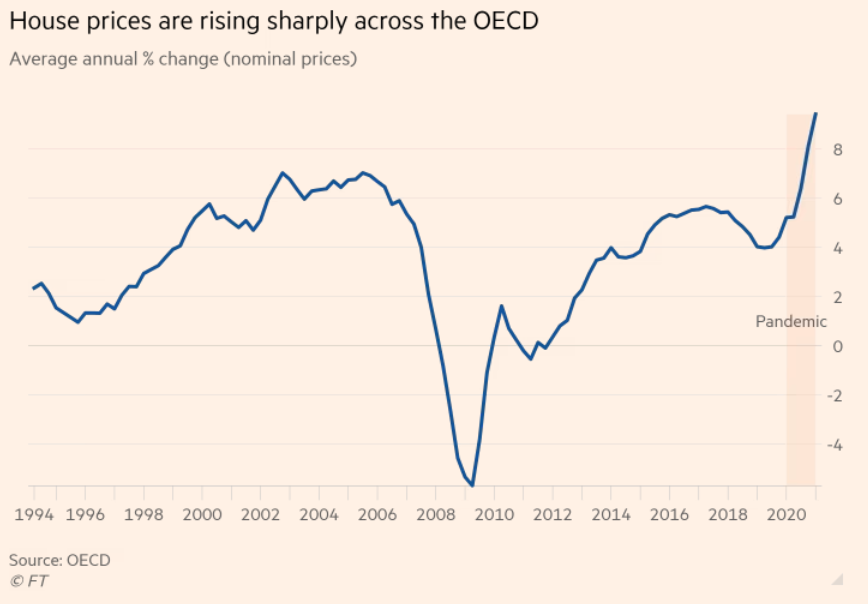 House prices are rising sharply across the OECD
Average annual % change (nominal prices)
8
6
4
2
Pandemic
0
-2
-4
1994 1996 1998 2000 2002 2004 2006 2008 2010 2012 2014 2016 2018 2020
Source: OECD
© FT